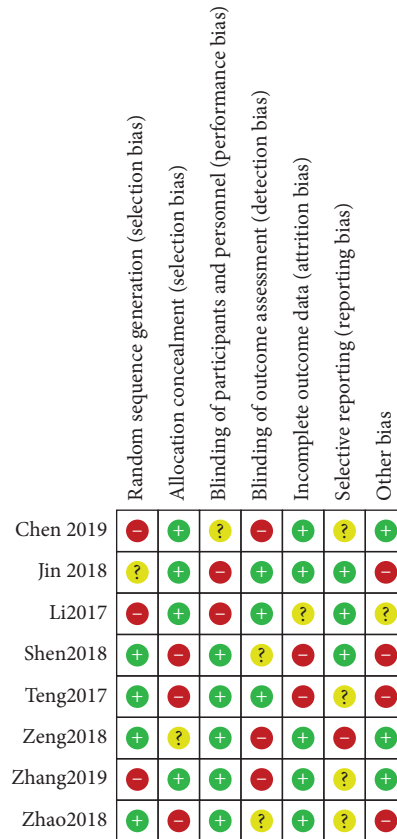 Random sequence generation (selection bias)
Allocation concealment (selection bias)
Blinding of participants and personnel (performance bias)
Blinding of outcome assessment (detection bias)
Incomplete outcome data (attrition bias)
Selective reporting (reporting bias)
Other bias
Chen 2019 – + ? – + ? +
Jin 2018 ? + – + + + –
Li2017 – + – + ? + ?
Shen2018 + – + ? – + –
Teng2017 + – + + – ? –
Zeng2018 + ? + – + – +
Zhang2019 – + + – + ? +
Zhao2018 + – + ? + ? –